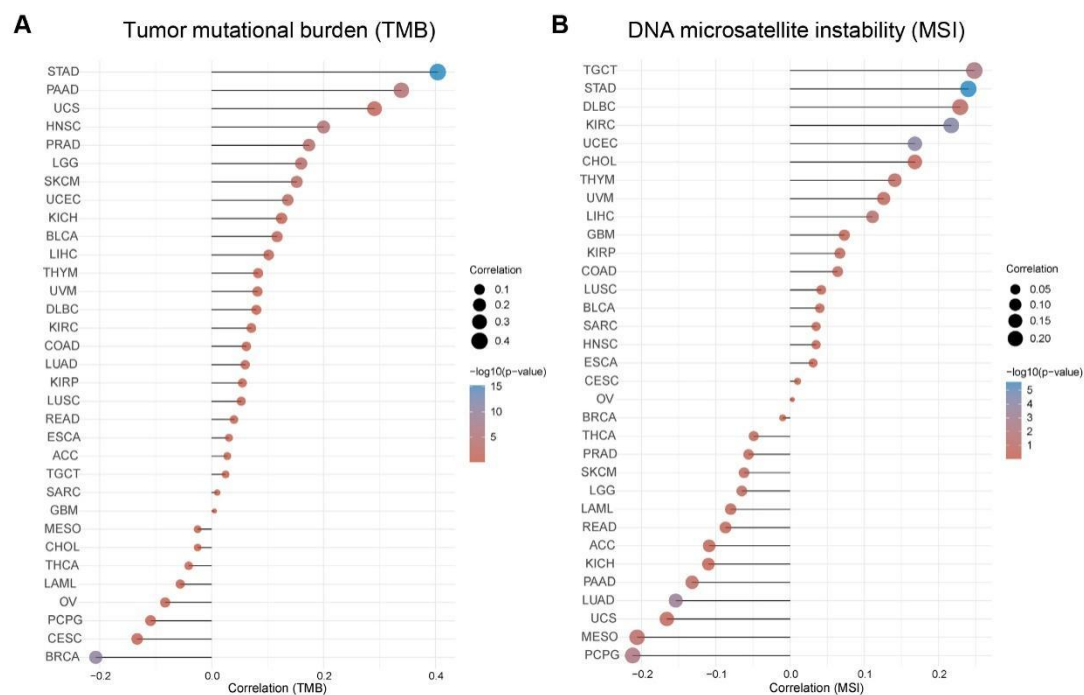 A
Tumor mutational burden (TMB)
STAD
PAAD
UCS
HNSC
PRAD
LGG
SKCM
UCEC
KICH
BLCA
LIHC
THYM
UVM
DLBC
KIRC
COAD
LUAD
KIRP
LUSC
READ
ESCA
ACC
TGCT
SARC
GBM
MESO
CHOL
THCA
LAML
OV
PCPG
CESC
BRCA
−0.2 0.0 0.2 0.4
Correlation (TMB)
Correlation
0.1
0.2
0.3
0.4
−log10(p-value)
15
10
5
B
DNA microsatellite instability (MSI)
TGCT
STAD
DLBC
KIRC
UCEC
CHOL
THYM
UVM
LIHC
GBM
KIRP
COAD
LUSC
BLCA
SARC
HNSC
ESCA
CESC
OV
BRCA
THCA
PRAD
SKCM
LGG
LAML
READ
ACC
KICH
PAAD
LUAD
UCS
MESO
PCPG
−0.2 −0.1 0.0 0.1 0.2
Correlation (MSI)
Correlation
0.05
0.10
0.15
0.20
−log10(p-value)
5
4
3
2
1